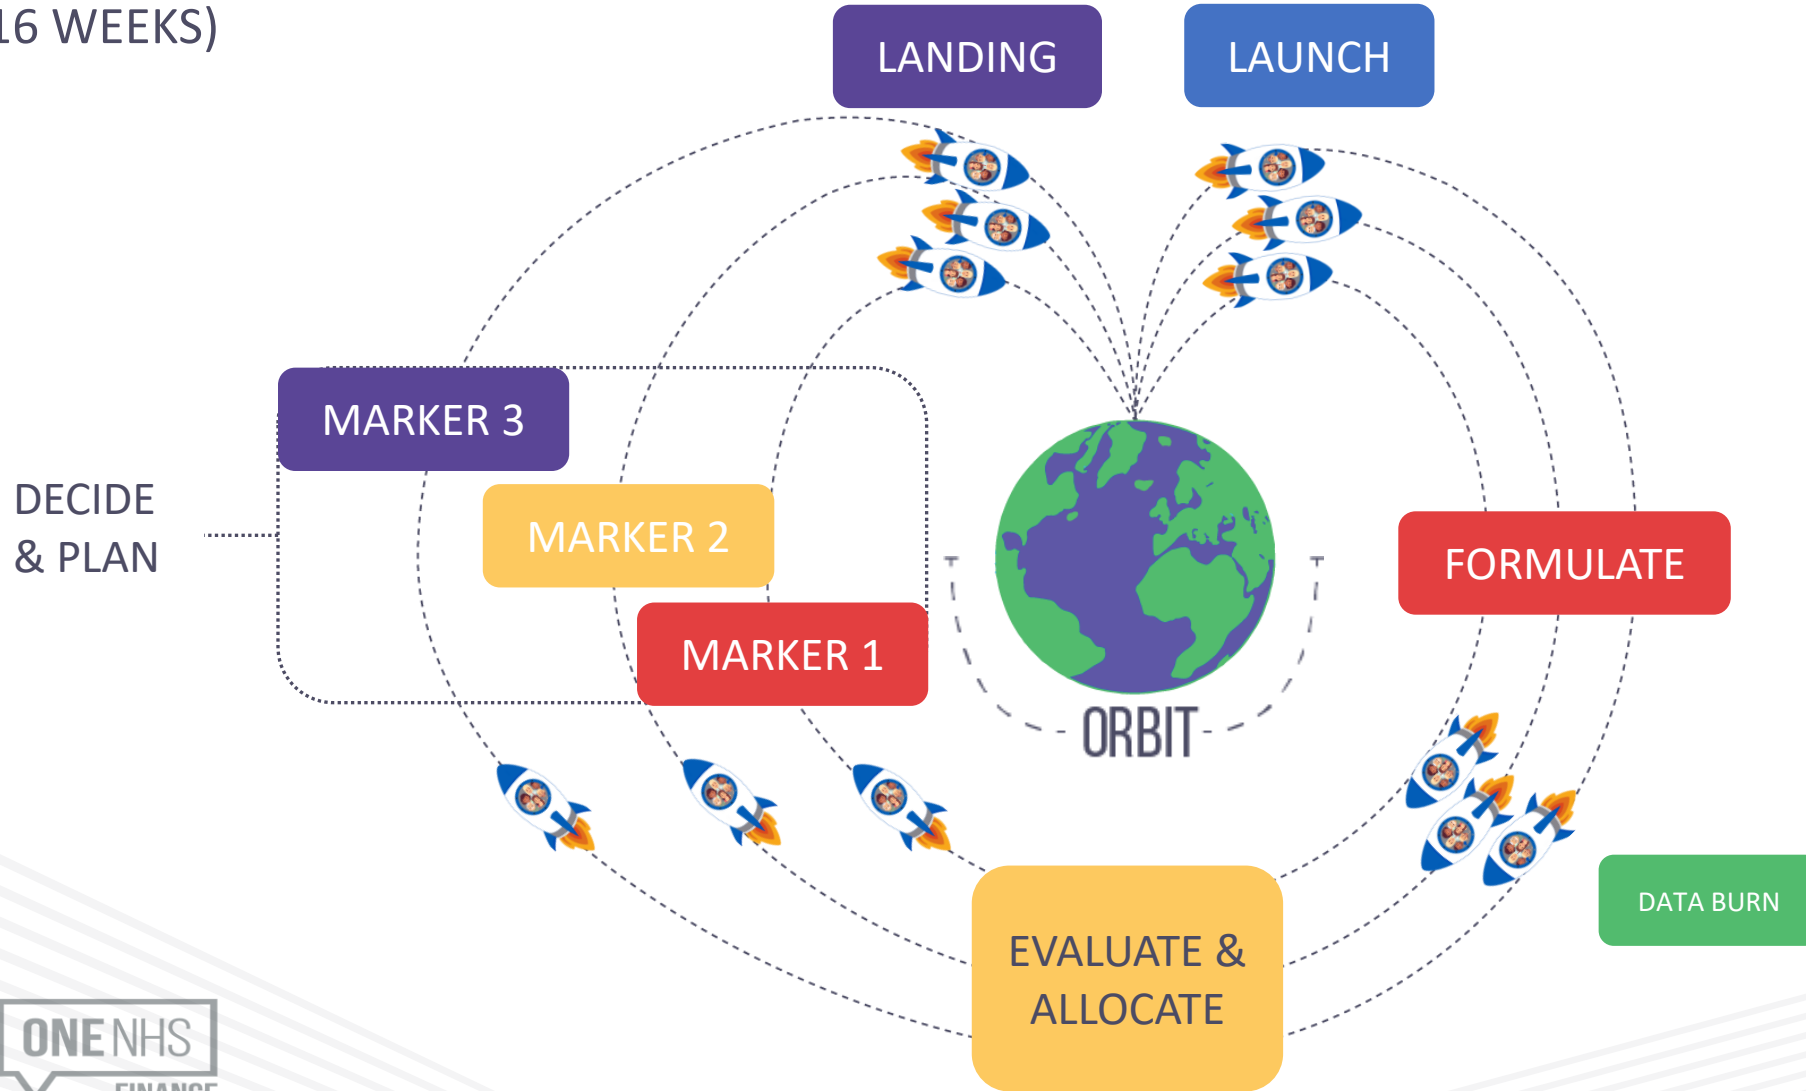 16 WEEKS)
LANDING
LAUNCH
MARKER 3
DECIDE
& PLAN
MARKER 2
MARKER 1
FORMULATE
ORBIT
DATA BURN
EVALUATE &
ALLOCATE
ONE NHS
FINANCE